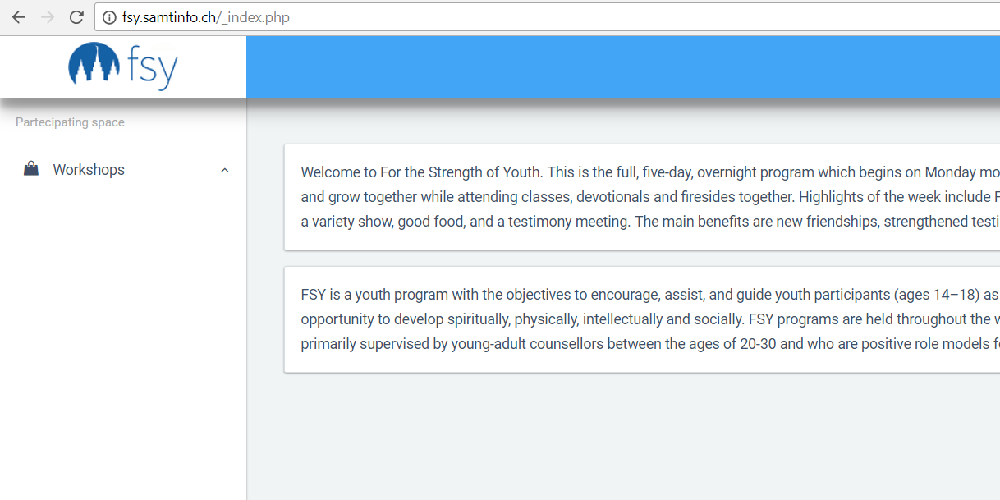 fsy.samtinfo.ch/_index.php
fsy
Partecipating space
Workshops
Welcome to For the Strength of Youth. This is the full, five-day, overnight program which begins on Monday mo
and grow together while attending classes, devotionals and firesides together. Highlights of the week include F
a variety show, good food, and a testimony meeting. The main benefits are new friendships, strengthened testi
FSY is a youth program with the objectives to encourage, assist, and guide youth participants (ages 14–18) as
opportunity to develop spiritually, physically, intellectually and socially. FSY programs are held throughout the w
primarily supervised by young-adult counsellors between the ages of 20-30 and who are positive role models fo